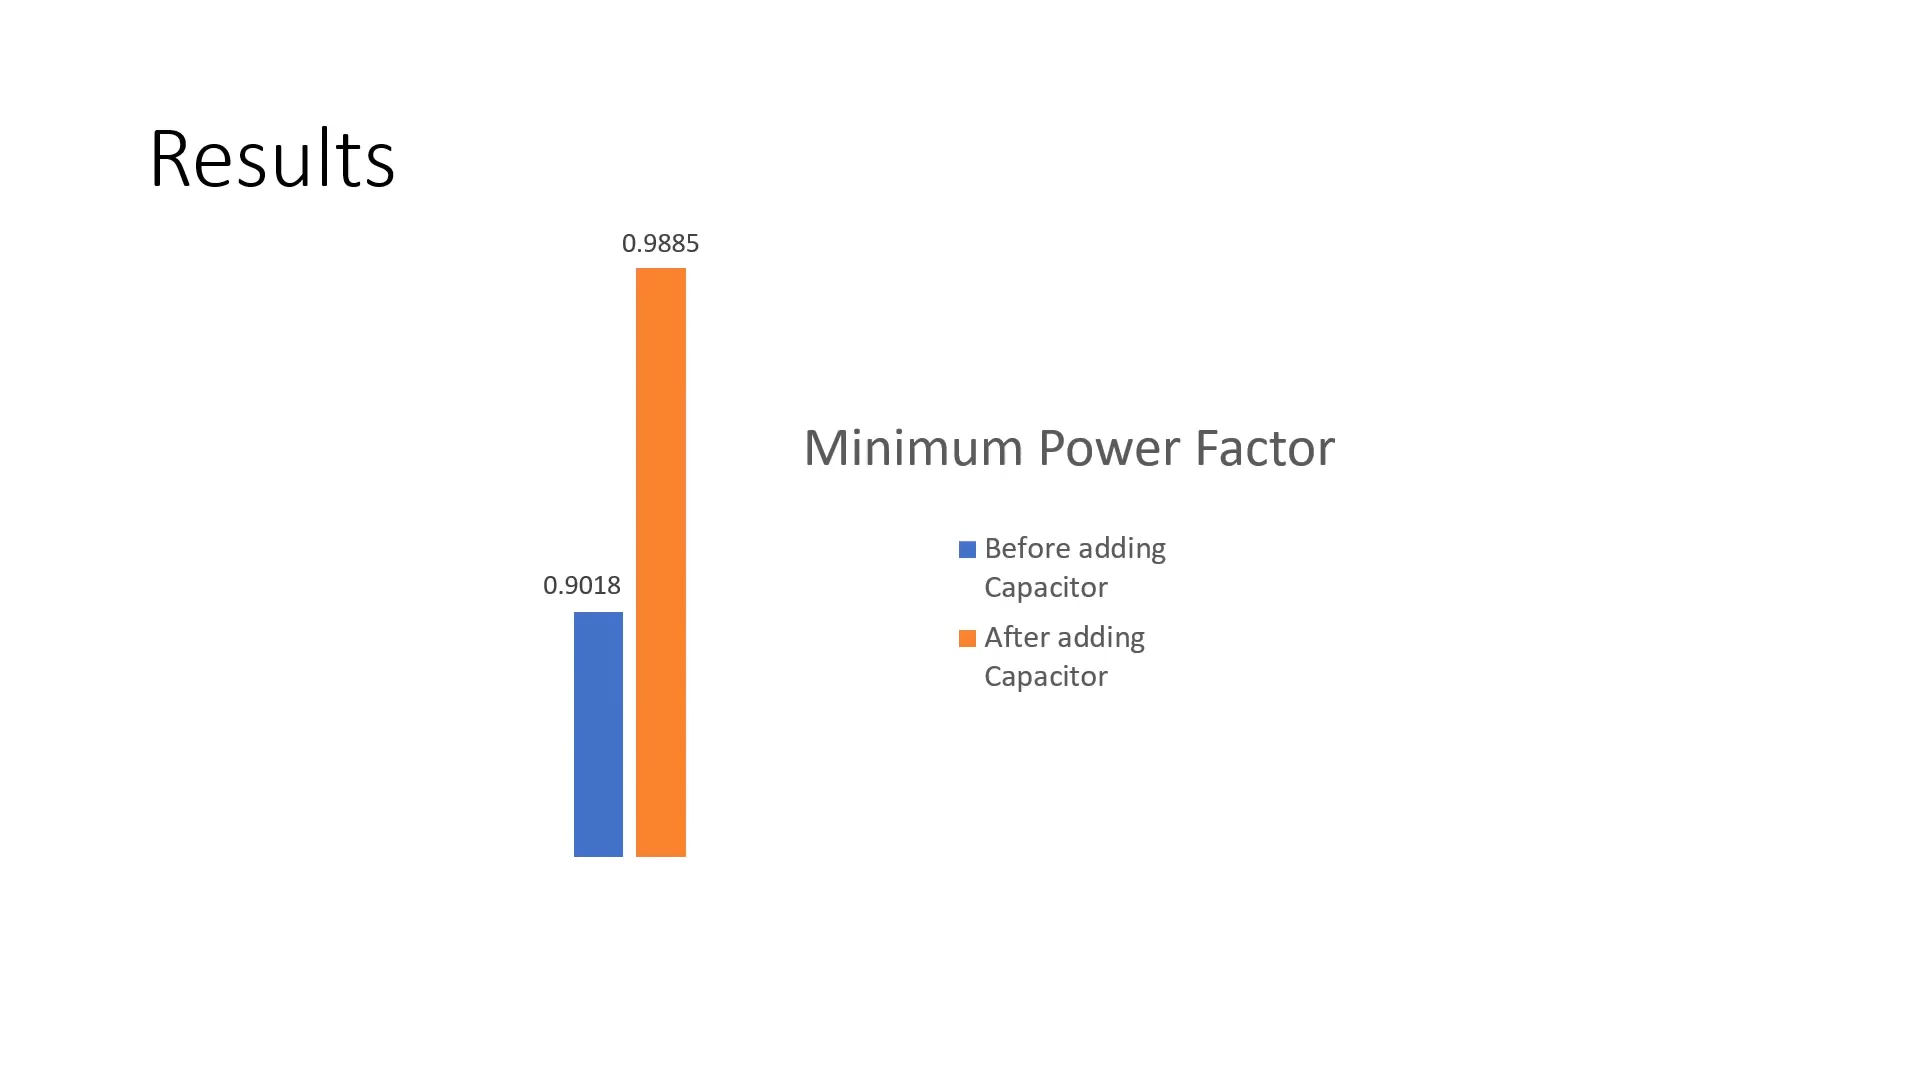 Results
0.9885
0.9018
Minimum Power Factor
Before adding
Capacitor
After adding
Capacitor